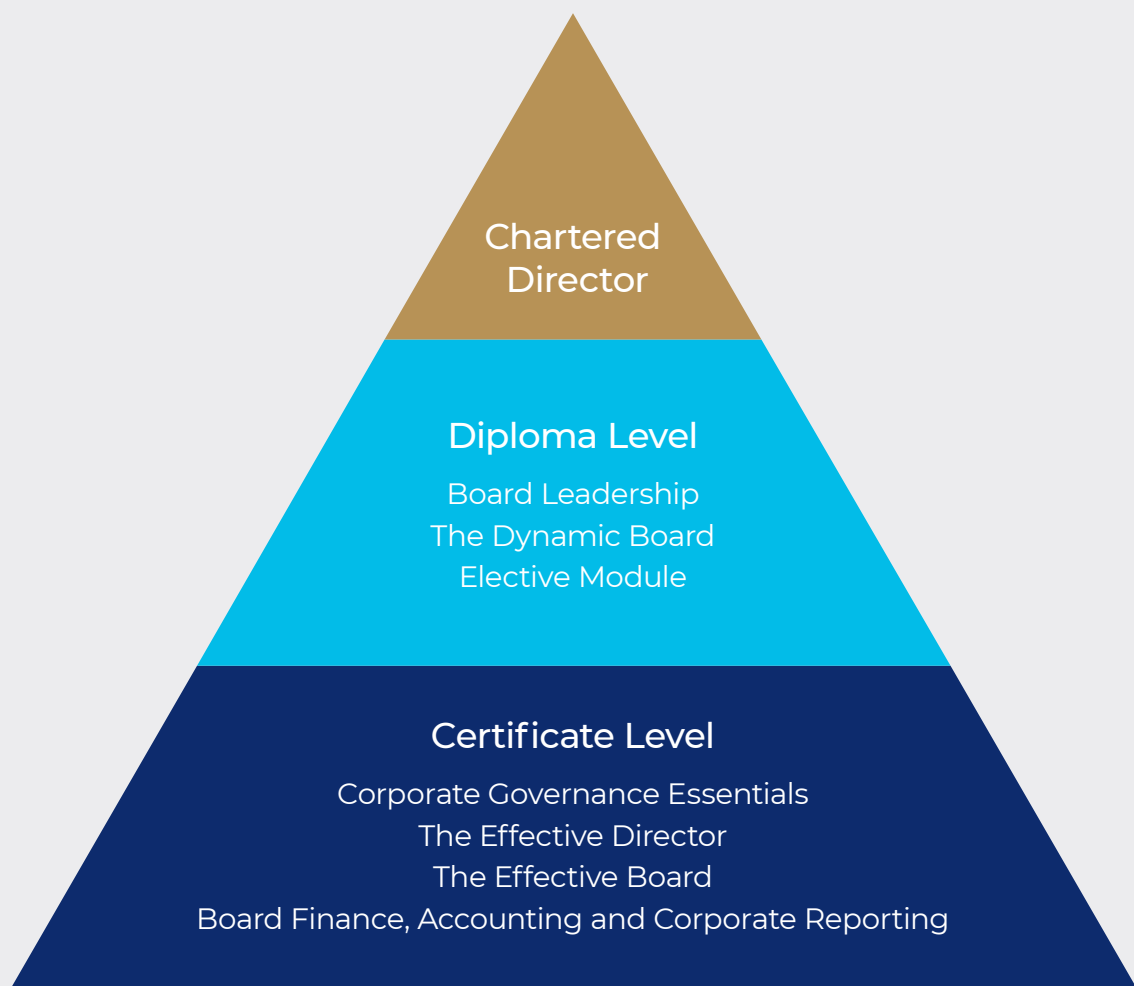 Chartered
Director
Diploma Level
Board Leadership
The Dynamic Board
Elective Module
Certificate Level
Corporate Governance Essentials
The Effective Director
The Effective Board
Board Finance, Accounting and Corporate Reporting